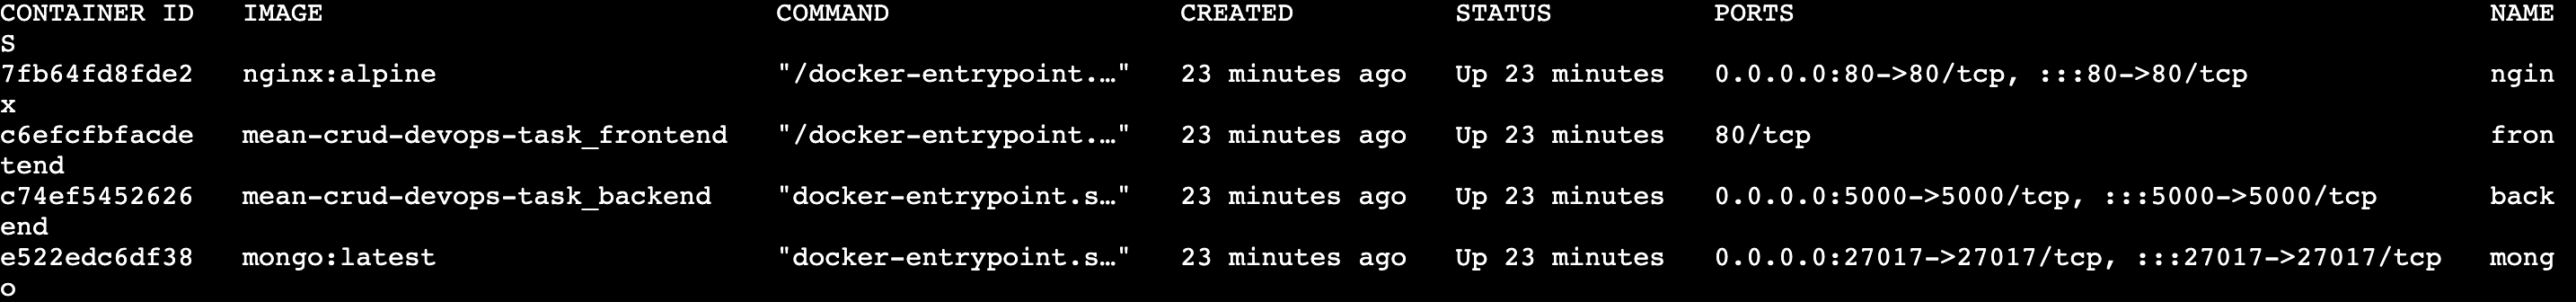 CONTAINER ID   IMAGE                            COMMAND                  CREATED          STATUS          PORTS                                           NAME
S
7fb64fd8fde2   nginx:alpine                     "/docker-entrypoint.…"   23 minutes ago   Up 23 minutes   0.0.0.0:80->80/tcp, :::80->80/tcp               ngin
x
c6efcfbfacde   mean-crud-devops-task_frontend   "/docker-entrypoint.…"   23 minutes ago   Up 23 minutes   80/tcp                                          fron
tend
c74ef5452626   mean-crud-devops-task_backend    "docker-entrypoint.s…"   23 minutes ago   Up 23 minutes   0.0.0.0:5000->5000/tcp, :::5000->5000/tcp       back
end
e522edc6df38   mongo:latest                     "docker-entrypoint.s…"   23 minutes ago   Up 23 minutes   0.0.0.0:27017->27017/tcp, :::27017->27017/tcp   mong
o